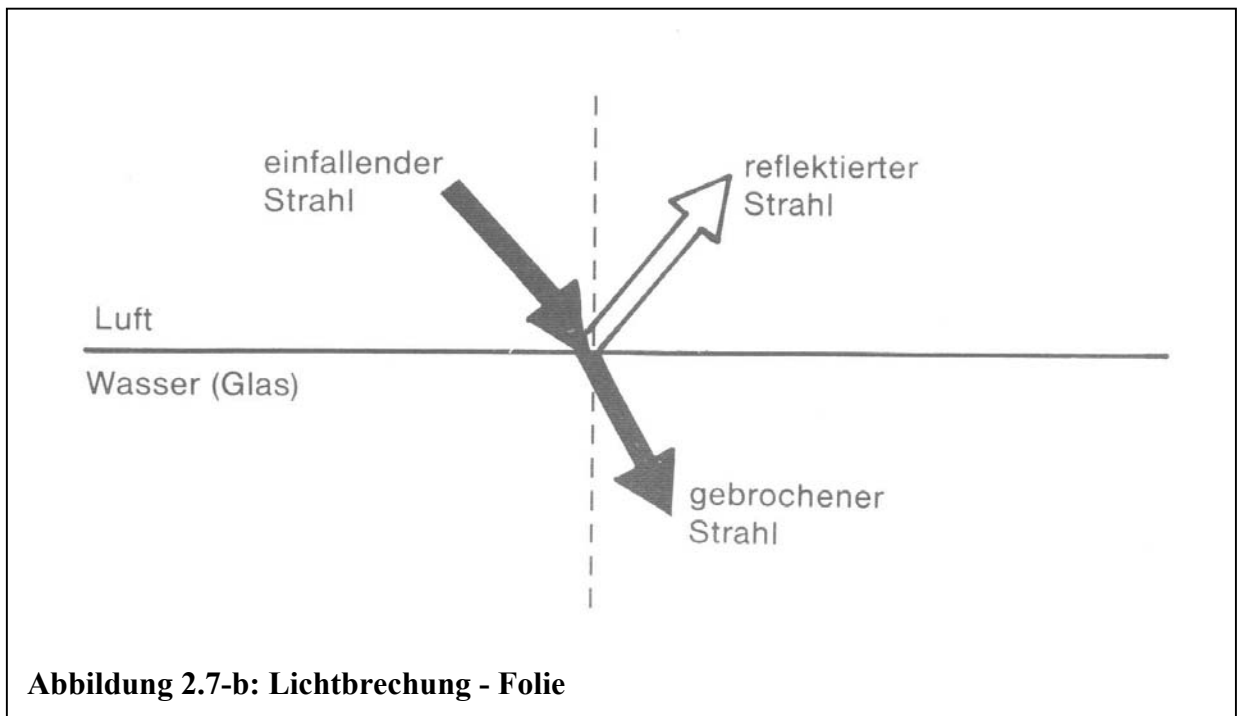 einfallender
Strahl
reflektierter
Strahl
Luft
Wasser (Glas)
gebrochener
Strahl
Abbildung 2.7-b: Lichtbrechung - Folie